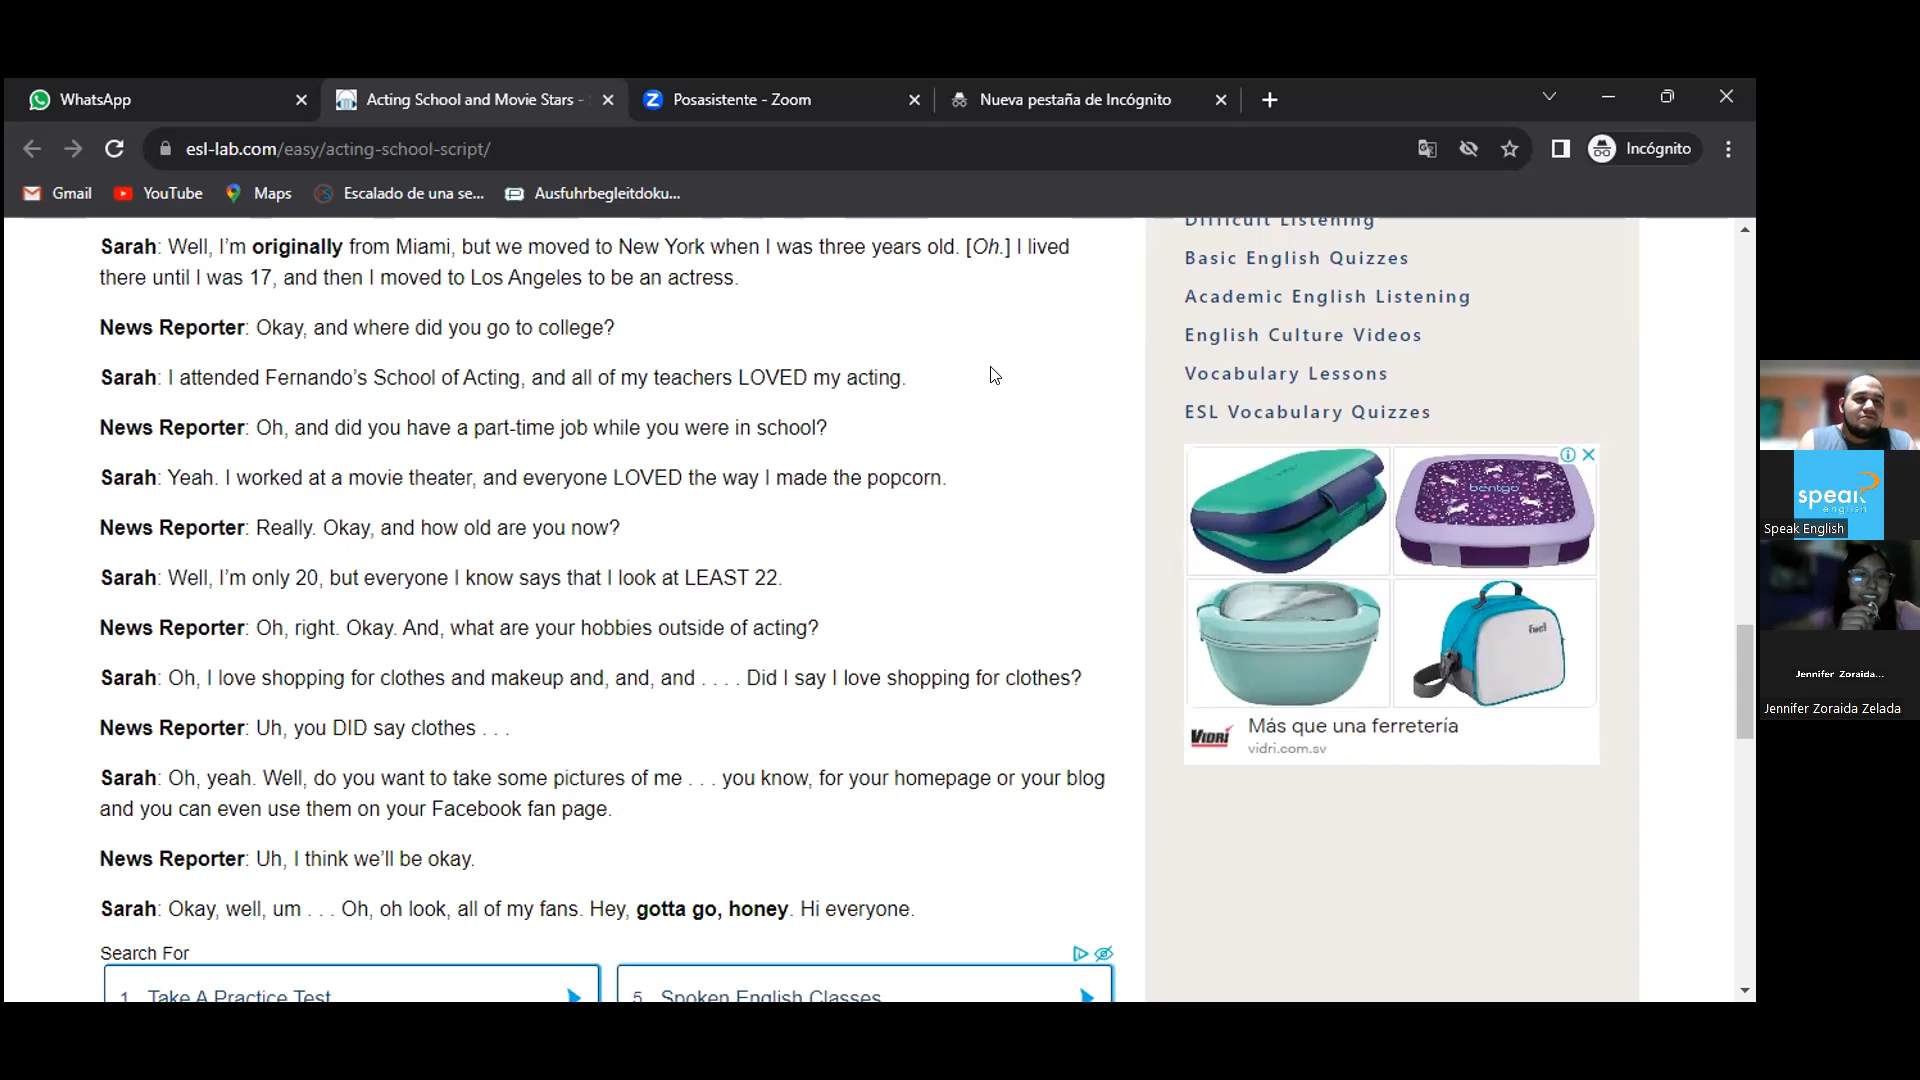 WhatsApp
Acting School and Movie Stars -
Posasistente - Zoom
Nueva pestaña de Incógnito
esl-lab.com/easy/acting-school-script/
Incógnito
Gmail
YouTube
Maps
Escalado de una se...
Ausfuhrbegleitdoku...
Sarah: Well, I'm originally from Miami, but we moved to New York when I was three years old. [Oh.] I lived
there until I was 17, and then I moved to Los Angeles to be an actress.
News Reporter: Okay, and where did you go to college?
Sarah: I attended Fernando's School of Acting, and all of my teachers LOVED my acting.
News Reporter: Oh, and did you have a part-time job while you were in school?
Sarah: Yeah. I worked at a movie theater, and everyone LOVED the way I made the popcorn.
News Reporter: Really. Okay, and how old are you now?
Sarah: Well, I'm only 20, but everyone I know says that I look at LEAST 22.
News Reporter: Oh, right. Okay. And, what are your hobbies outside of acting?
Sarah: Oh, I love shopping for clothes and makeup and, and, and . . . . Did I say I love shopping for clothes?
News Reporter: Uh, you DID say clothes . . .
Sarah: Oh, yeah. Well, do you want to take some pictures of me . . . you know, for your homepage or your blog
and you can even use them on your Facebook fan page.
News Reporter: Uh, I think we'll be okay.
Sarah: Okay, well, um . . . Oh, oh look, all of my fans. Hey, gotta go, honey. Hi everyone.
Search For
1. Take A Practice Test
5. Spoken English Classes
Difficult Listening
Basic English Quizzes
Academic English Listening
English Culture Videos
Vocabulary Lessons
ESL Vocabulary Quizzes
bentgo
VIDRÍ
Más que una ferretería
vidri.com.sv
speak
english
Speak English
Jennifer Zoraida...
Jennifer Zoraida Zelada